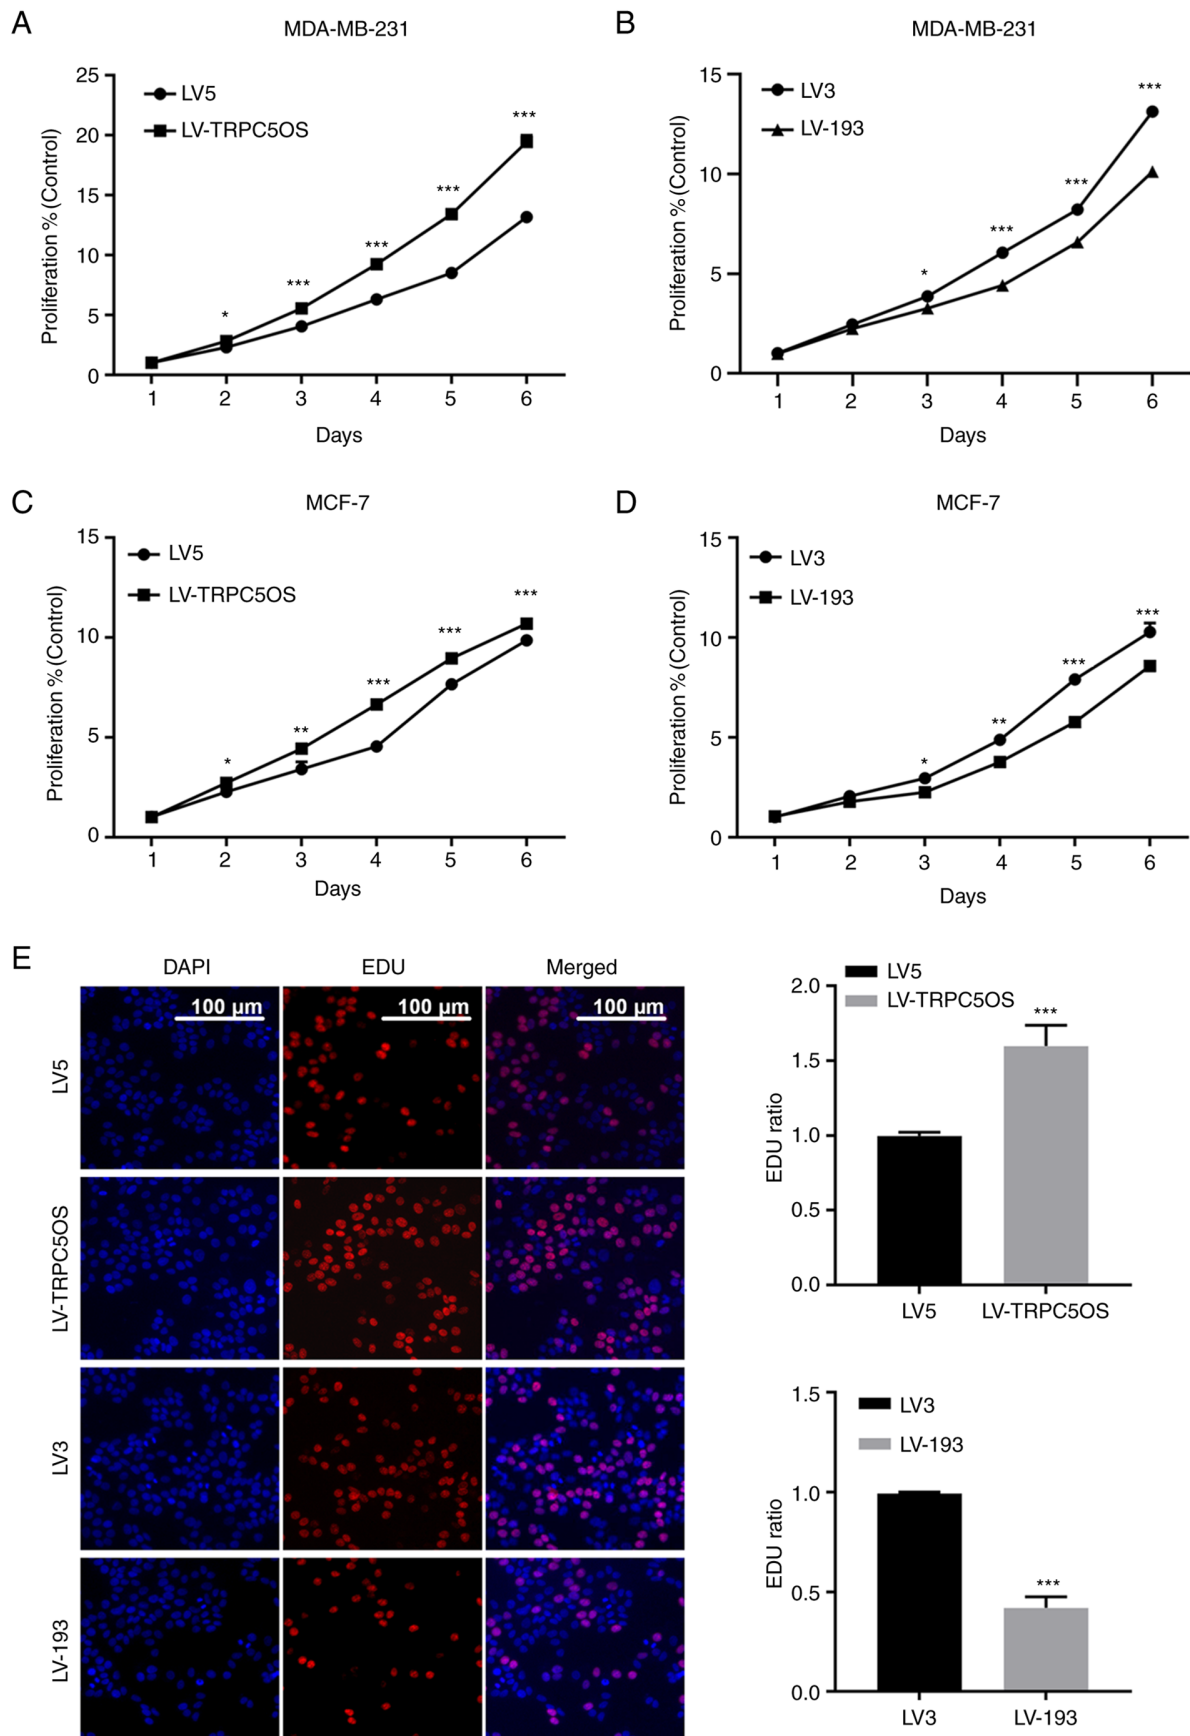 A
MDA-MB-231
LV5
LV-TRPC5OS
Proliferation % (Control)
25
20
15
10
5
0
*
***
***
***
***
1 2 3 4 5 6
Days
B
MDA-MB-231
LV3
LV-193
Proliferation % (Control)
15
10
5
0
*
***
***
***
1 2 3 4 5 6
Days
C
MCF-7
LV5
LV-TRPC5OS
Proliferation % (Control)
15
10
5
0
*
**
***
***
***
1 2 3 4 5 6
Days
D
MCF-7
LV3
LV-193
Proliferation % (Control)
15
10
5
0
*
**
***
***
1 2 3 4 5 6
Days
E
DAPI EDU Merged
100 µm 100 µm 100 µm
LV5
LV-TRPC5OS
LV3
LV-193
LV5
LV-TRPC5OS
EDU ratio
2.0
1.5
1.0
0.5
0.0
***
LV5 LV-TRPC5OS
LV3
LV-193
EDU ratio
1.5
1.0
0.5
0.0
***
LV3 LV-193